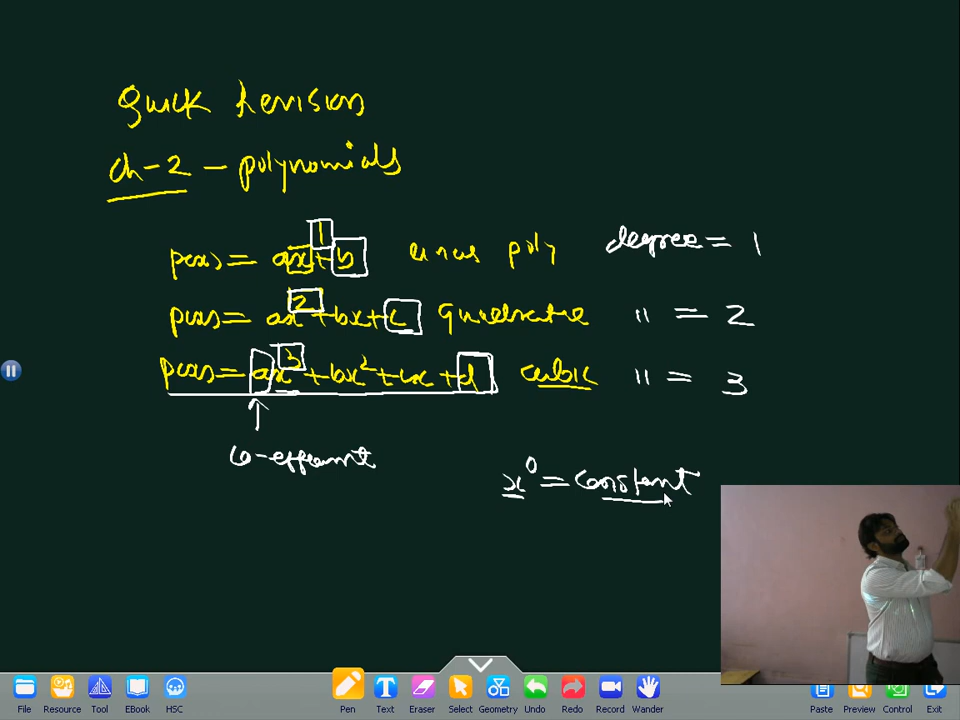 Quick Revision
ch-2 - polynomials
p(x) = ax¹+b linear poly degree = 1
p(x) = ax²+bx+c quadratic " = 2
p(x) = ax³+bx²+cx+d cubic " = 3
co-efficient
x⁰ = constant
File Resource Tool EBook HSC Pen Text Eraser Select Geometry Undo Redo Record Wander Paste Preview Control Exit